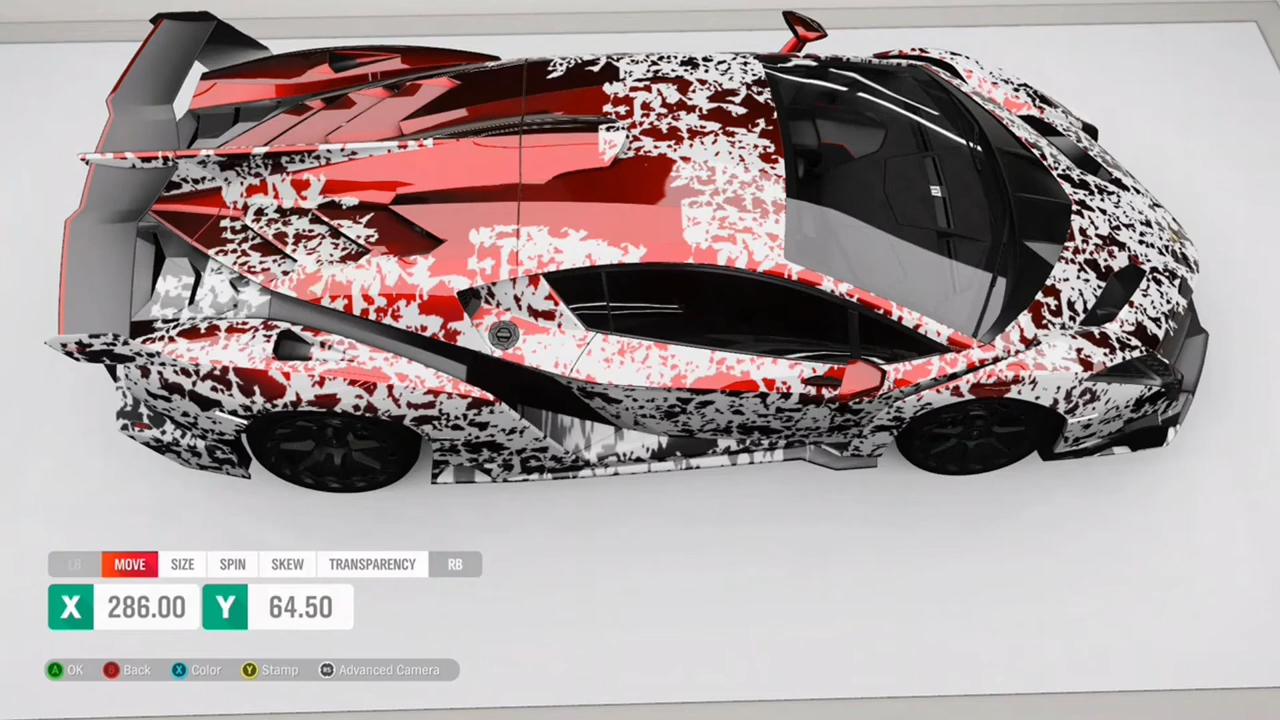 LB MOVE SIZE SPIN SKEW TRANSPARENCY RB
X 286.00 Y 64.50
A OK B Back X Color Y Stamp RS Advanced Camera